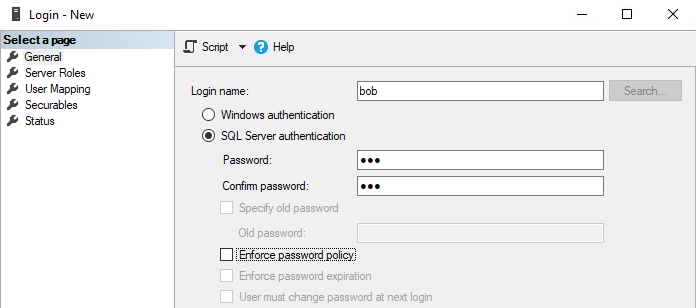 Login - New
Select a page
General
Server Roles
User Mapping
Securables
Status
Script
Help
Login name:
bob
Search...
Windows authentication
SQL Server authentication
Password:
●●●
Confirm password:
●●●
Specify old password
Old password:
Enforce password policy
Enforce password expiration
User must change password at next login